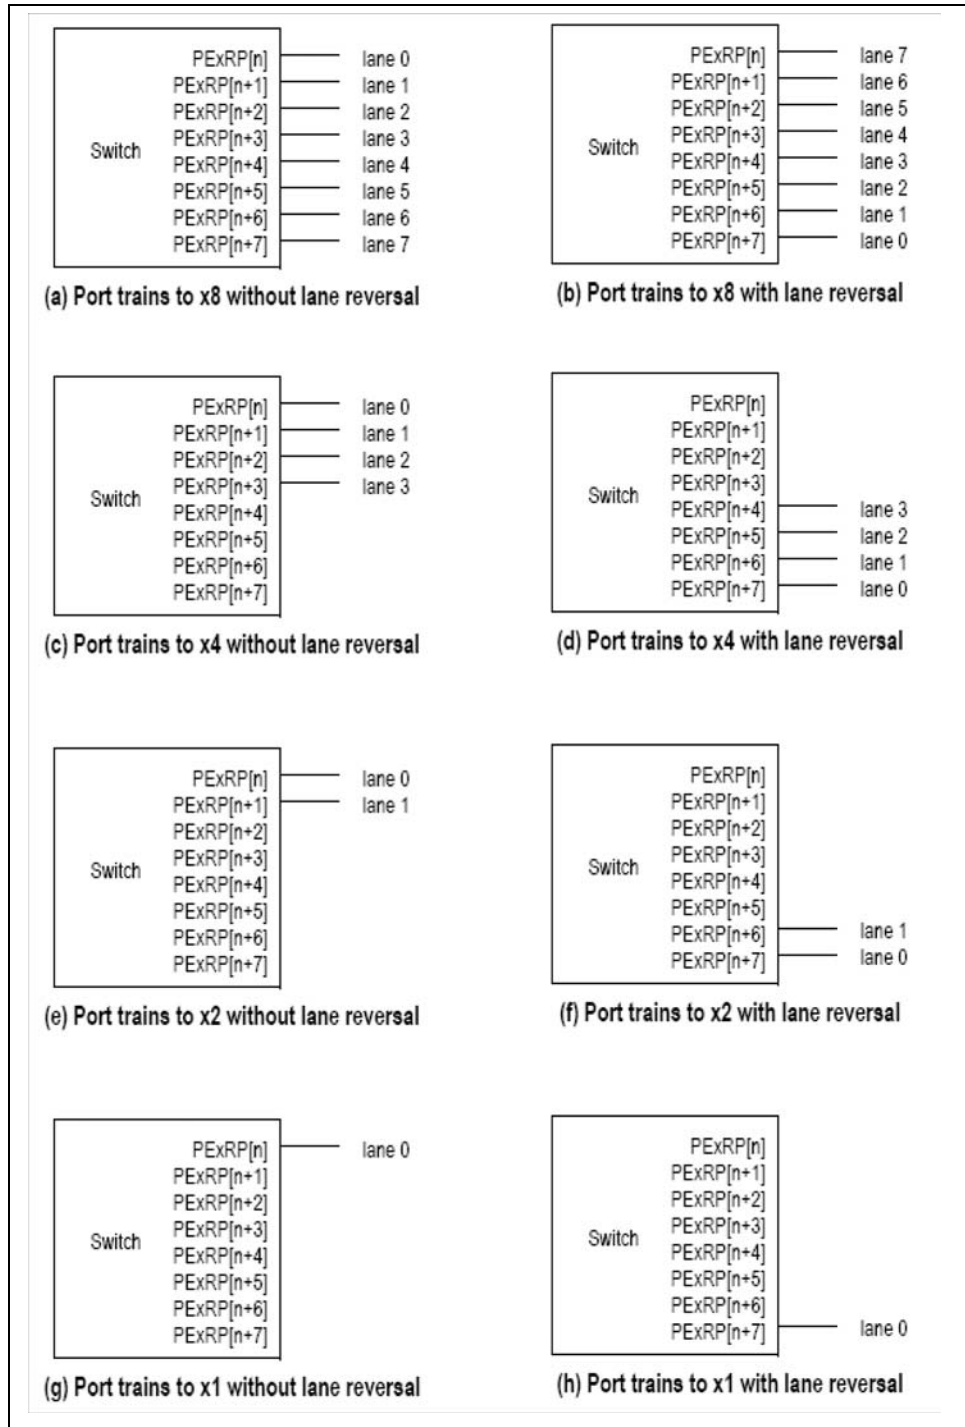 PExRP[n] lane 0
PExRP[n+1] lane 1
PExRP[n+2] lane 2
PExRP[n+3] lane 3
Switch
PExRP[n+4] lane 4
PExRP[n+5] lane 5
PExRP[n+6] lane 6
PExRP[n+7] lane 7
(a) Port trains to x8 without lane reversal
PExRP[n] lane 7
PExRP[n+1] lane 6
PExRP[n+2] lane 5
PExRP[n+3] lane 4
Switch
PExRP[n+4] lane 3
PExRP[n+5] lane 2
PExRP[n+6] lane 1
PExRP[n+7] lane 0
(b) Port trains to x8 with lane reversal
PExRP[n] lane 0
PExRP[n+1] lane 1
PExRP[n+2] lane 2
PExRP[n+3] lane 3
Switch
PExRP[n+4]
PExRP[n+5]
PExRP[n+6]
PExRP[n+7]
(c) Port trains to x4 without lane reversal
PExRP[n]
PExRP[n+1]
PExRP[n+2]
PExRP[n+3]
Switch
PExRP[n+4] lane 3
PExRP[n+5] lane 2
PExRP[n+6] lane 1
PExRP[n+7] lane 0
(d) Port trains to x4 with lane reversal
PExRP[n] lane 0
PExRP[n+1] lane 1
PExRP[n+2]
PExRP[n+3]
Switch
PExRP[n+4]
PExRP[n+5]
PExRP[n+6]
PExRP[n+7]
(e) Port trains to x2 without lane reversal
PExRP[n]
PExRP[n+1]
PExRP[n+2]
PExRP[n+3]
Switch
PExRP[n+4]
PExRP[n+5]
PExRP[n+6] lane 1
PExRP[n+7] lane 0
(f) Port trains to x2 with lane reversal
PExRP[n] lane 0
PExRP[n+1]
PExRP[n+2]
PExRP[n+3]
Switch
PExRP[n+4]
PExRP[n+5]
PExRP[n+6]
PExRP[n+7]
(g) Port trains to x1 without lane reversal
PExRP[n]
PExRP[n+1]
PExRP[n+2]
PExRP[n+3]
Switch
PExRP[n+4]
PExRP[n+5]
PExRP[n+6]
PExRP[n+7] lane 0
(h) Port trains to x1 with lane reversal